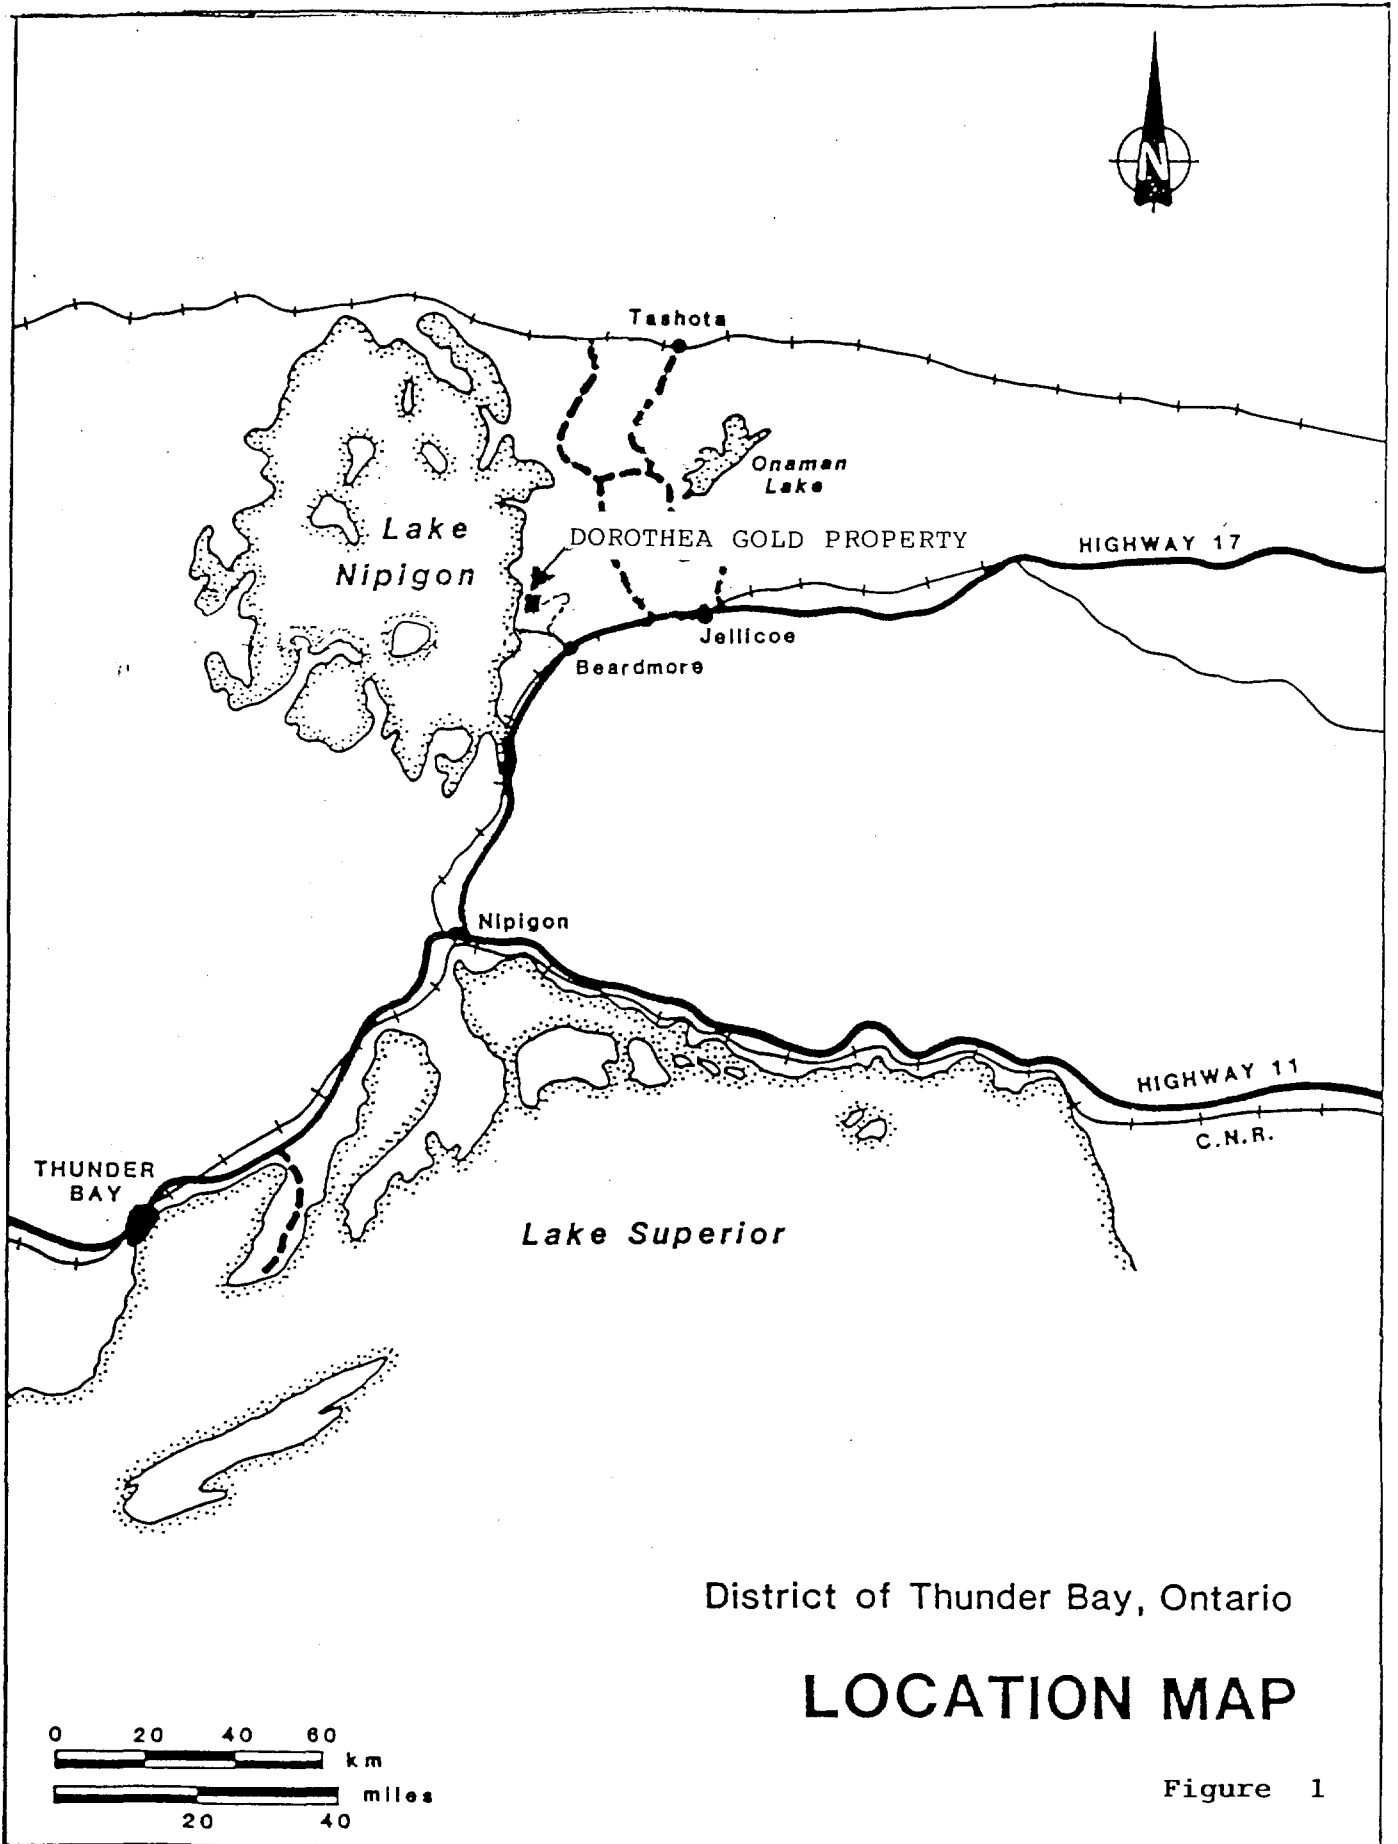 N
Tashota
Onaman
Lake
Lake
Nipigon
DOROTHEA GOLD PROPERTY
HIGHWAY 17
Jellicoe
Beardmore
Nipigon
HIGHWAY 11
C.N.R.
THUNDER
BAY
Lake Superior
District of Thunder Bay, Ontario
LOCATION MAP
0 20 40 60
km
miles
20 40
Figure 1